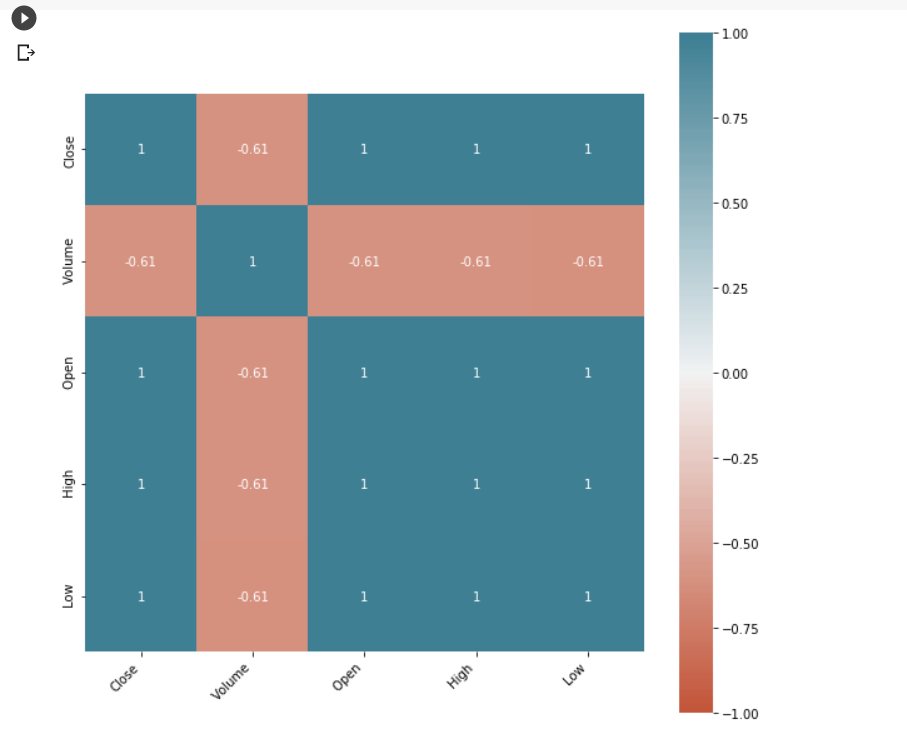 1.00
0.75
0.50
0.25
0.00
−0.25
−0.50
−0.75
−1.00
Close 1 -0.61 1 1 1
Volume -0.61 1 -0.61 -0.61 -0.61
Open 1 -0.61 1 1 1
High 1 -0.61 1 1 1
Low 1 -0.61 1 1 1
Close Volume Open High Low